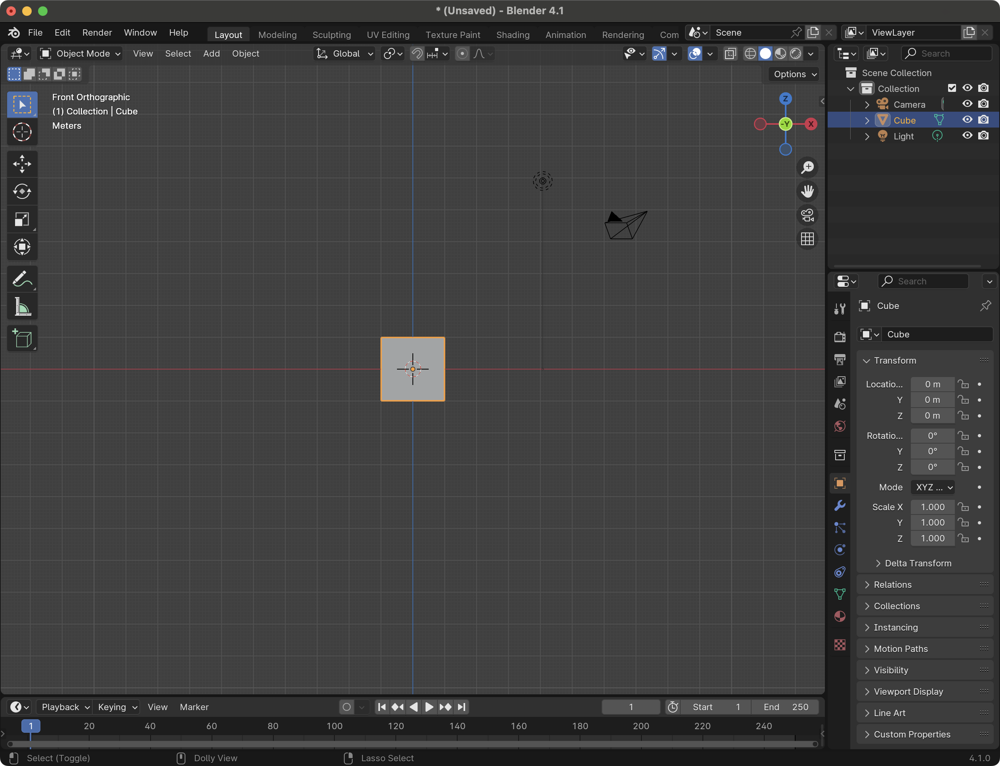 * (Unsaved) - Blender 4.1
File Edit Render Window Help Layout Modeling Sculpting UV Editing Texture Paint Shading Animation Rendering Com Scene ViewLayer
Object Mode View Select Add Object Global Search
Options
Front Orthographic
(1) Collection | Cube
Meters
Z
-Y X
Scene Collection
Collection
Camera
Cube
Light
Search
Cube
Cube
Transform
Locatio... 0 m
Y 0 m
Z 0 m
Rotatio... 0°
Y 0°
Z 0°
Mode XYZ ...
Scale X 1.000
Y 1.000
Z 1.000
Delta Transform
Relations
Collections
Instancing
Motion Paths
Visibility
Viewport Display
Line Art
Custom Properties
Playback Keying View Marker 1 Start 1 End 250
1 20 40 60 80 100 120 140 160 180 200 220 240
Select (Toggle) Dolly View Lasso Select 4.1.0